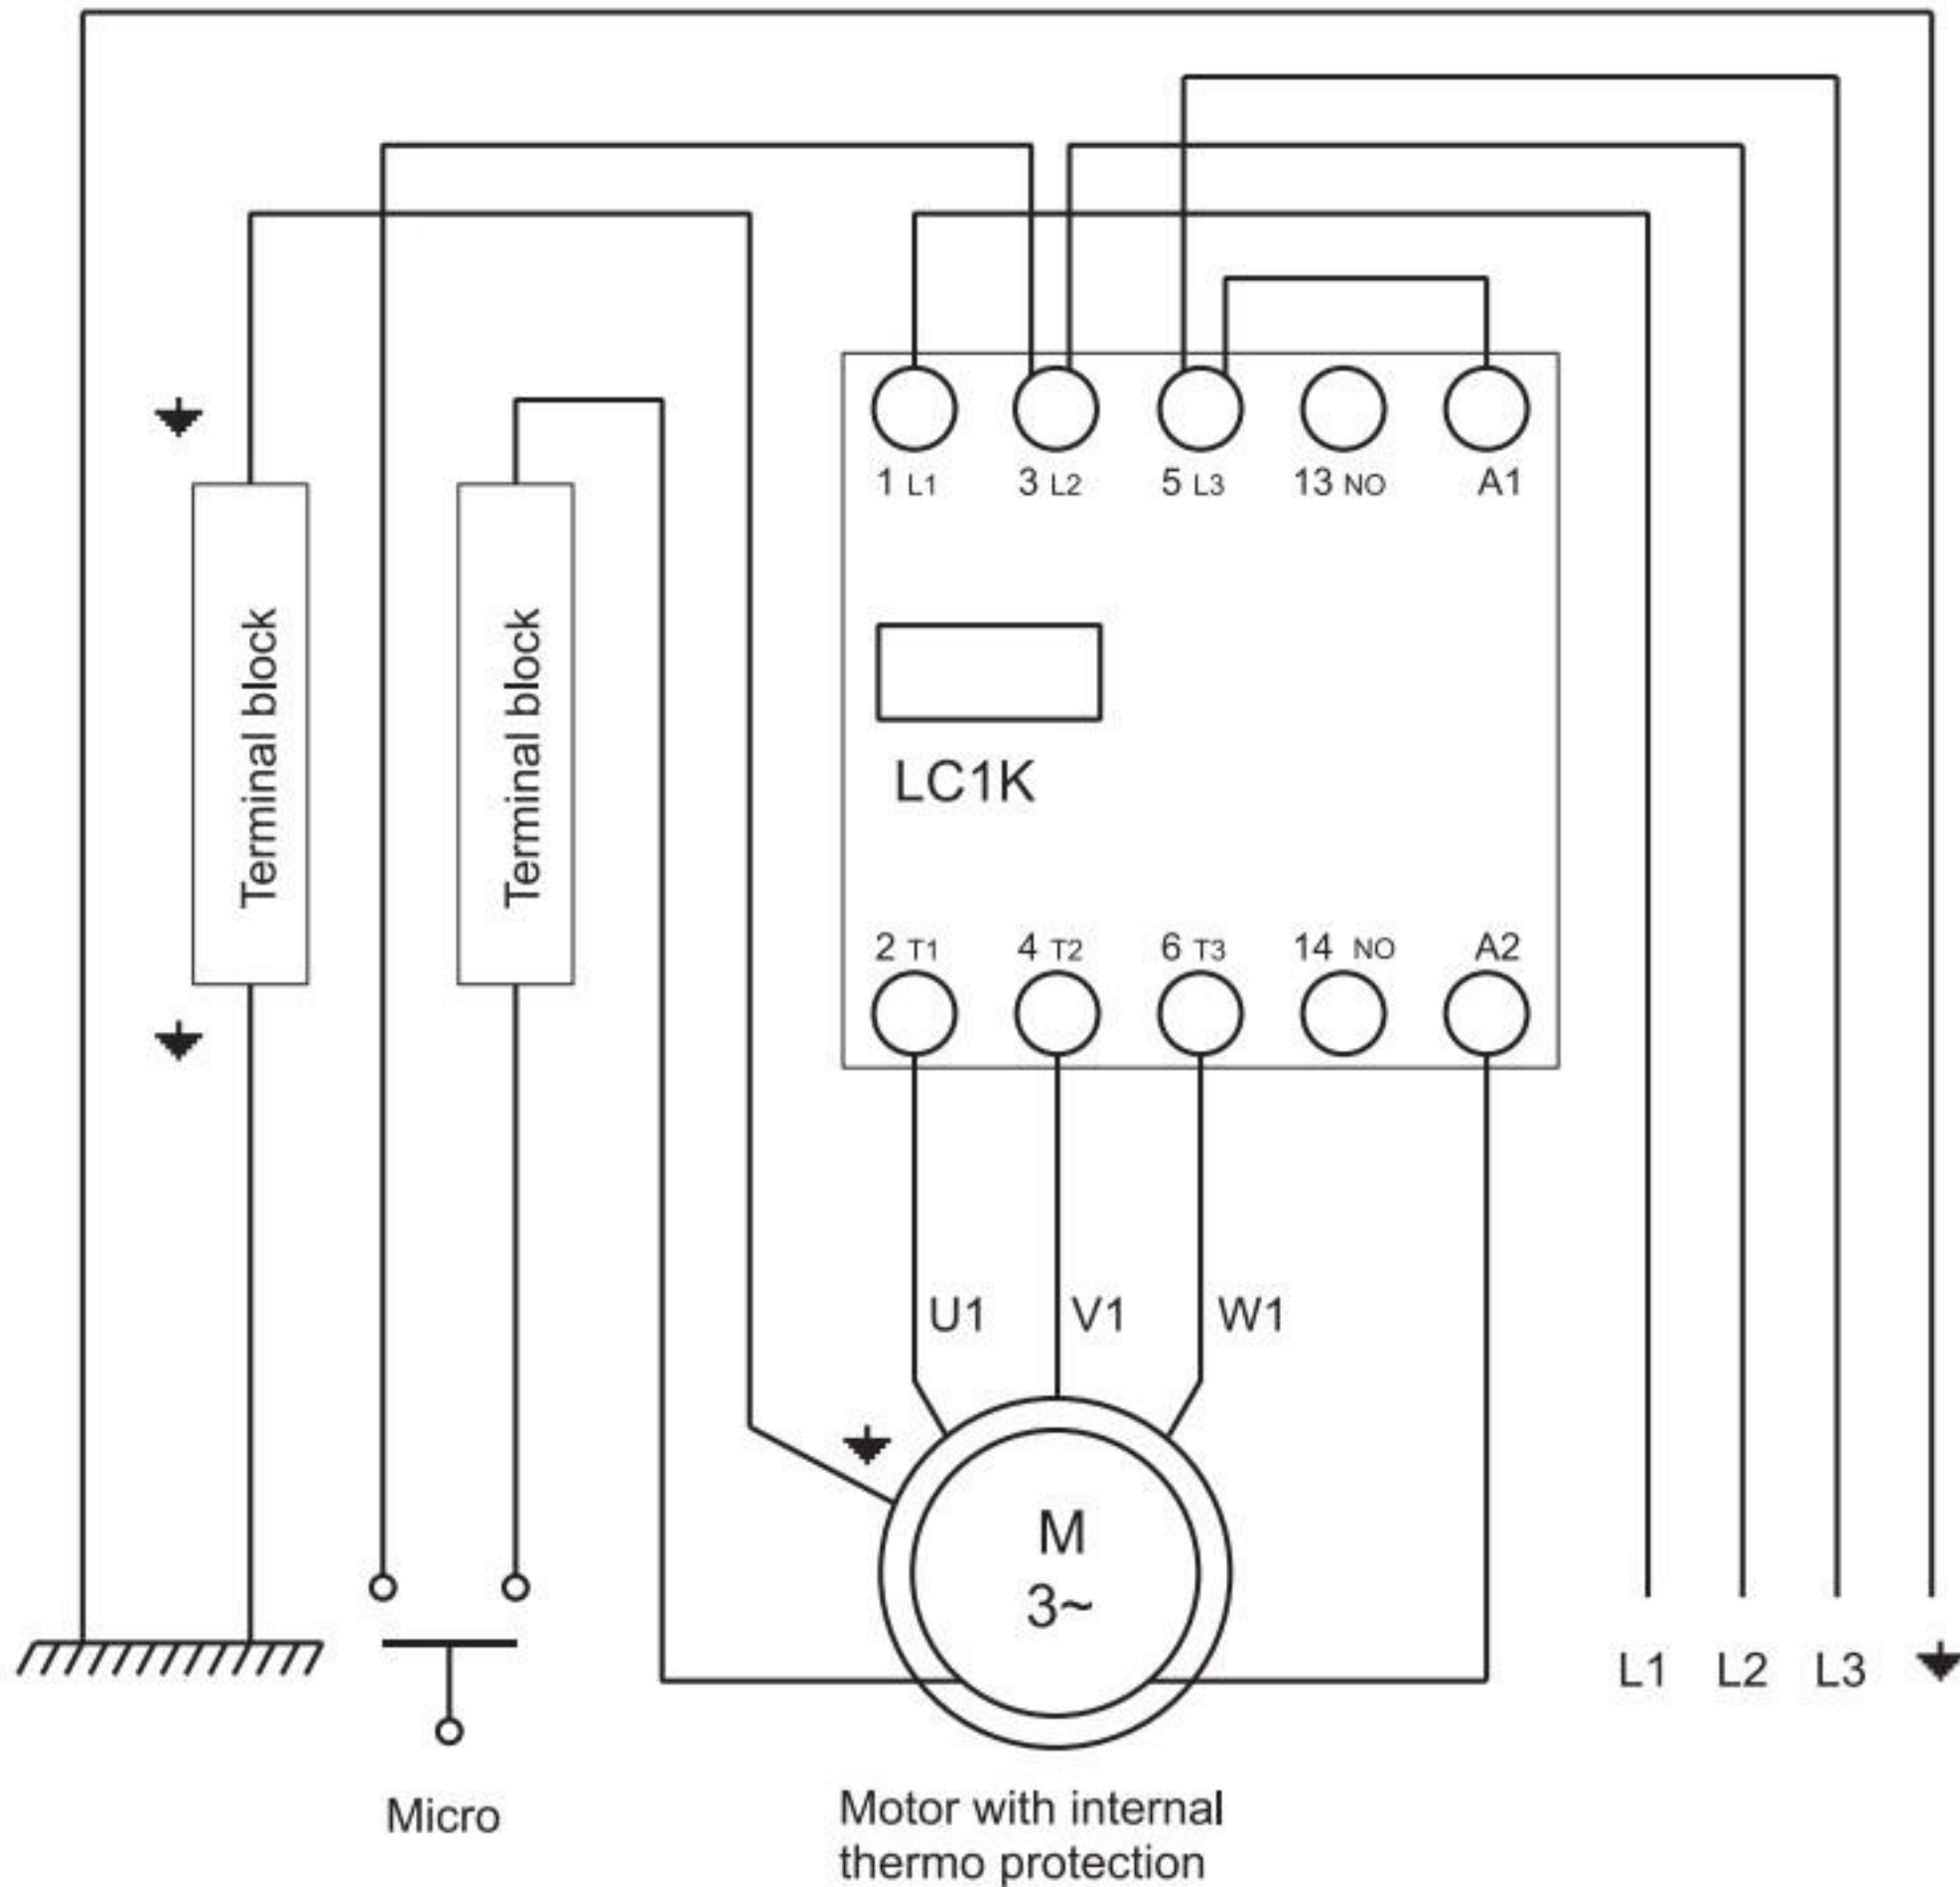 1 L1 3 L2 5 L3 13 NO A1
Terminal block
Terminal block
LC1K
2 T1 4 T2 6 T3 14 NO A2
U1 V1 W1
M
3~
L1 L2 L3
Micro
Motor with internal
thermo protection